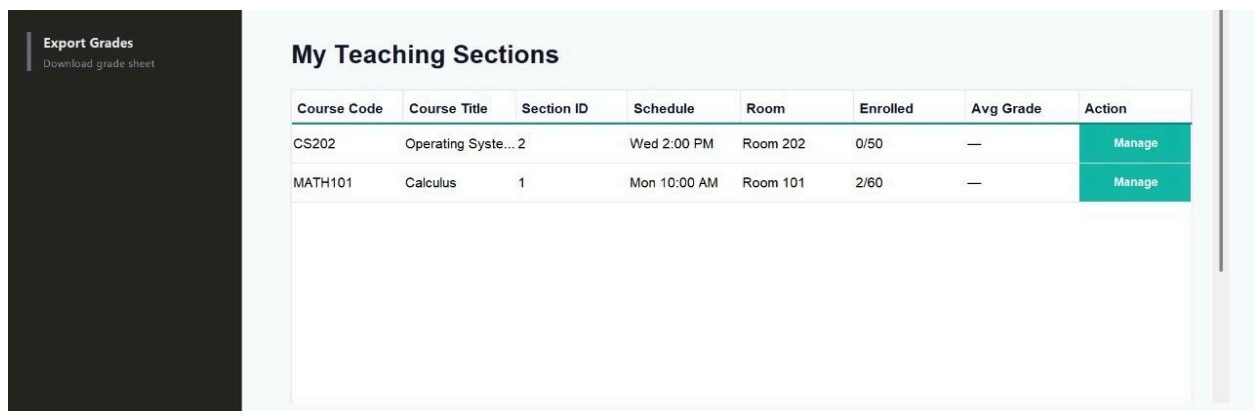 Export Grades
Download grade sheet
My Teaching Sections
Course Code Course Title Section ID Schedule Room Enrolled Avg Grade Action
CS202 Operating Syste... 2 Wed 2:00 PM Room 202 0/50 — Manage
MATH101 Calculus 1 Mon 10:00 AM Room 101 2/60 — Manage